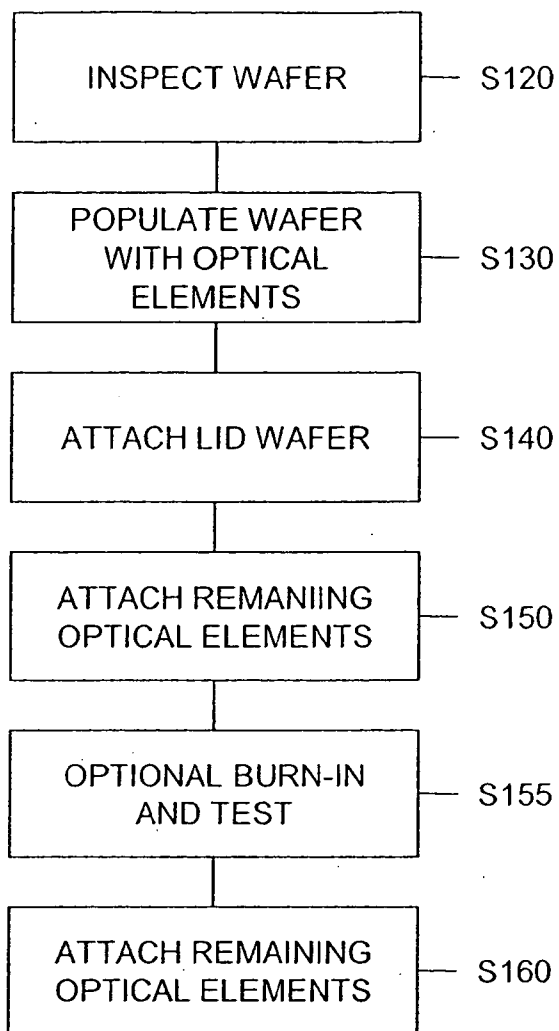 INSPECT WAFER
S120
POPULATE WAFER
WITH OPTICAL
ELEMENTS
S130
ATTACH LID WAFER
S140
ATTACH REMANIING
OPTICAL ELEMENTS
S150
OPTIONAL BURN-IN
AND TEST
S155
ATTACH REMAINING
OPTICAL ELEMENTS
S160